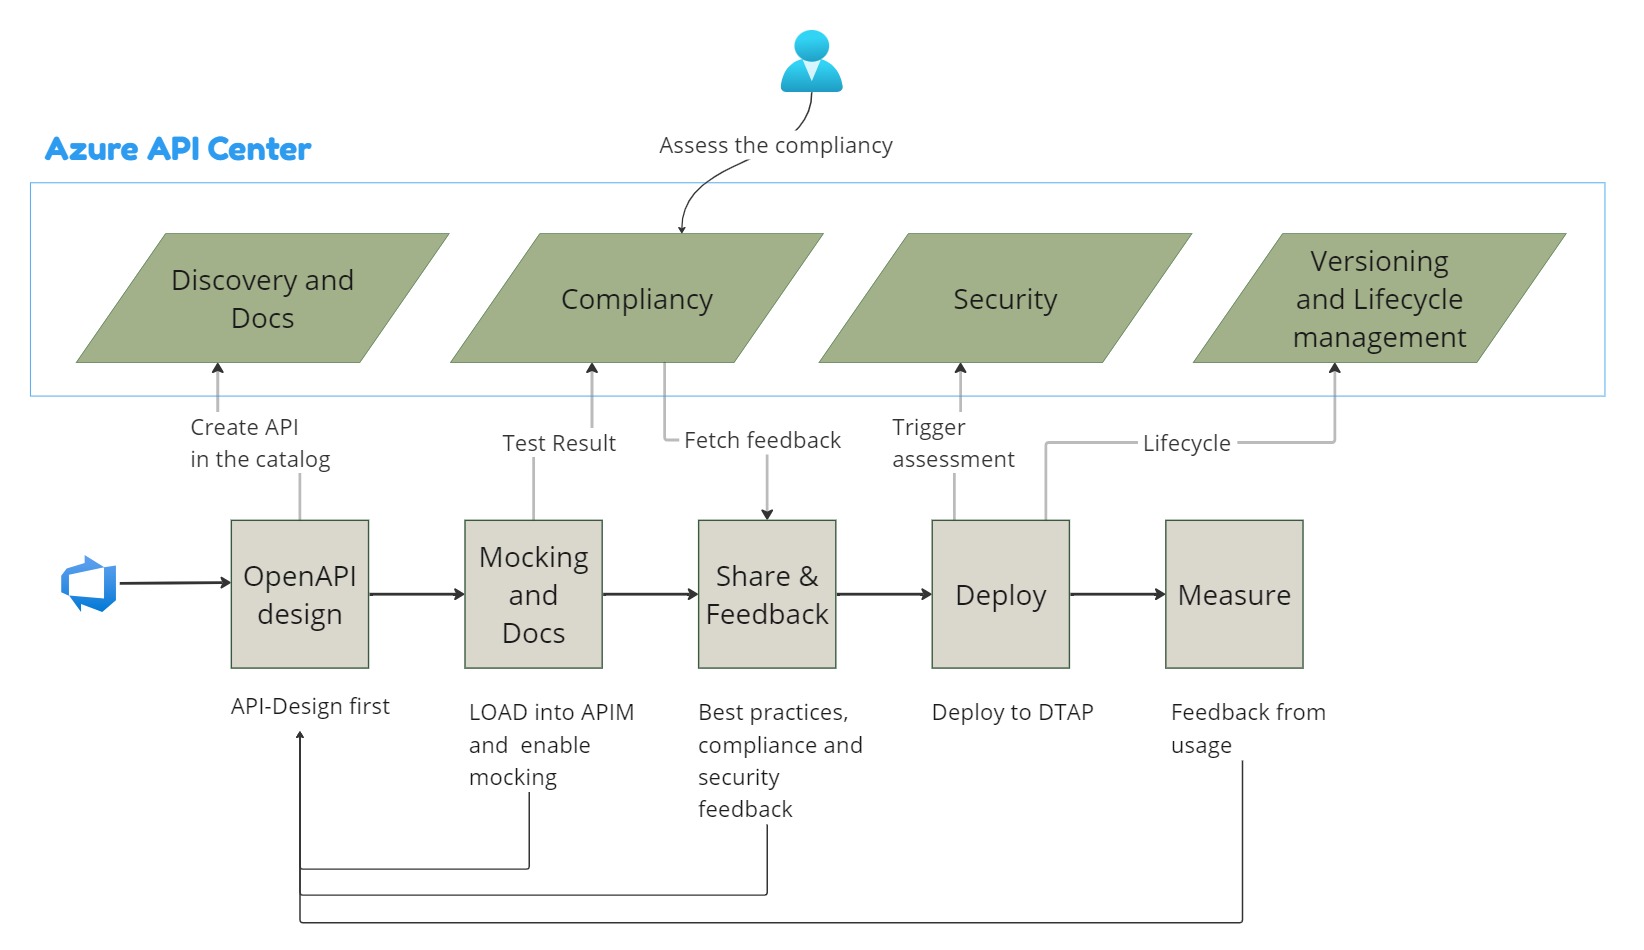 Azure API Center
Assess the compliancy
Discovery and
Docs
Compliancy
Security
Versioning
and Lifecycle
management
Create API
in the catalog
Test Result
Fetch feedback
Trigger
assessment
Lifecycle
OpenAPI
design
Mocking
and
Docs
Share &
Feedback
Deploy
Measure
API-Design first
LOAD into APIM
and  enable
mocking
Best practices,
compliance and
security
feedback
Deploy to DTAP
Feedback from
usage